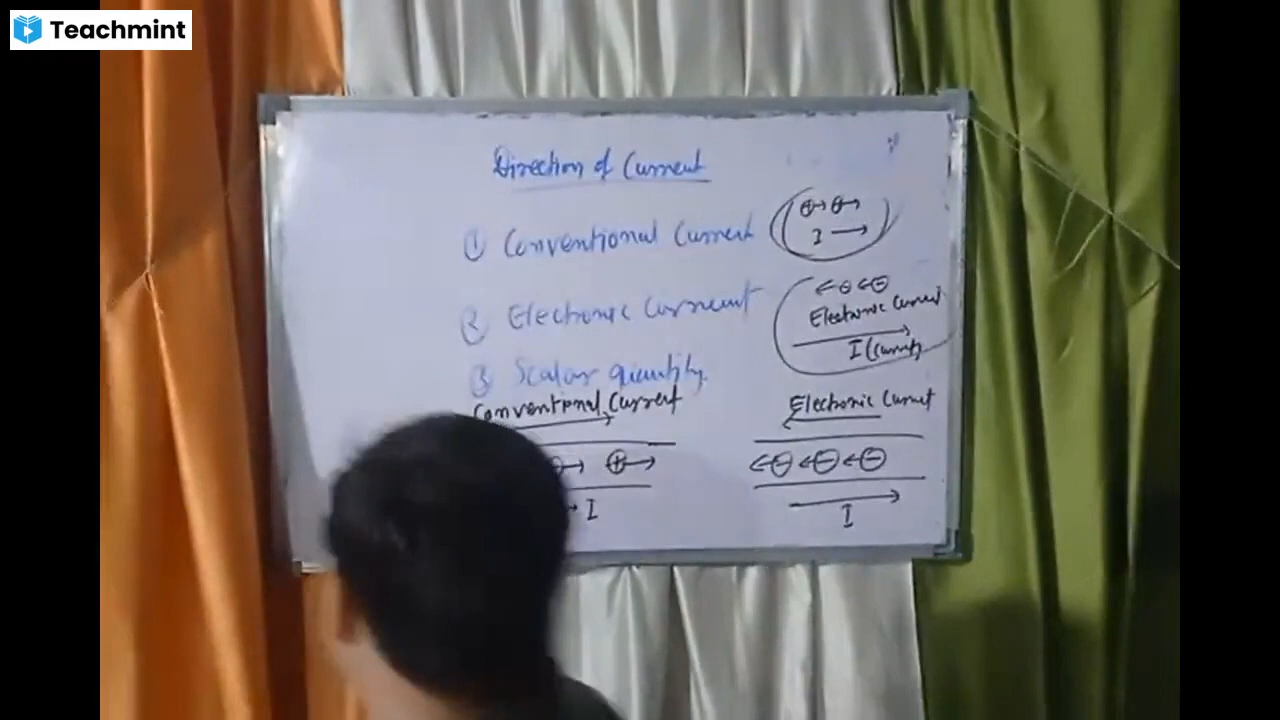 Teachmint
Direction of Current
① Conventional Current
⊕→ ⊕→
I →
② Electronic Current
←⊖ ←⊖
Electronic Current
→
I (Current)
③ Scalar quantity.
Conventional Current
→
→ ⊕→
→ I
Electronic Current
←
←⊖ ←⊖ ←⊖
→
I